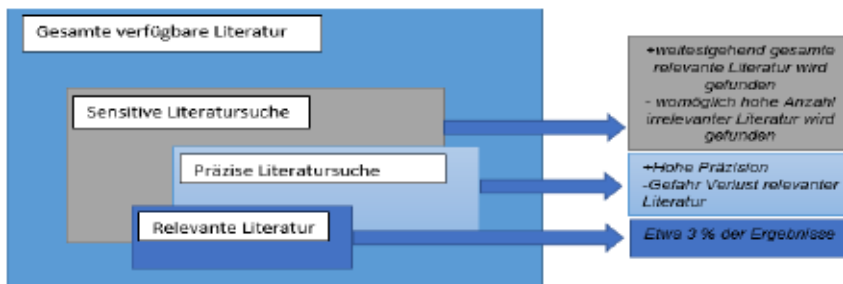 Gesamte verfügbare Literatur
Sensitive Literatursuche
Präzise Literatursuche
Relevante Literatur
+weitestgehend gesamte
relevante Literatur wird
gefunden
- womöglich hohe Anzahl
irrelevanter Literatur wird
gefunden
+Hohe Präzision
-Gefahr Verlust relevanter
Literatur
Etwa 3 % der Ergebnisse